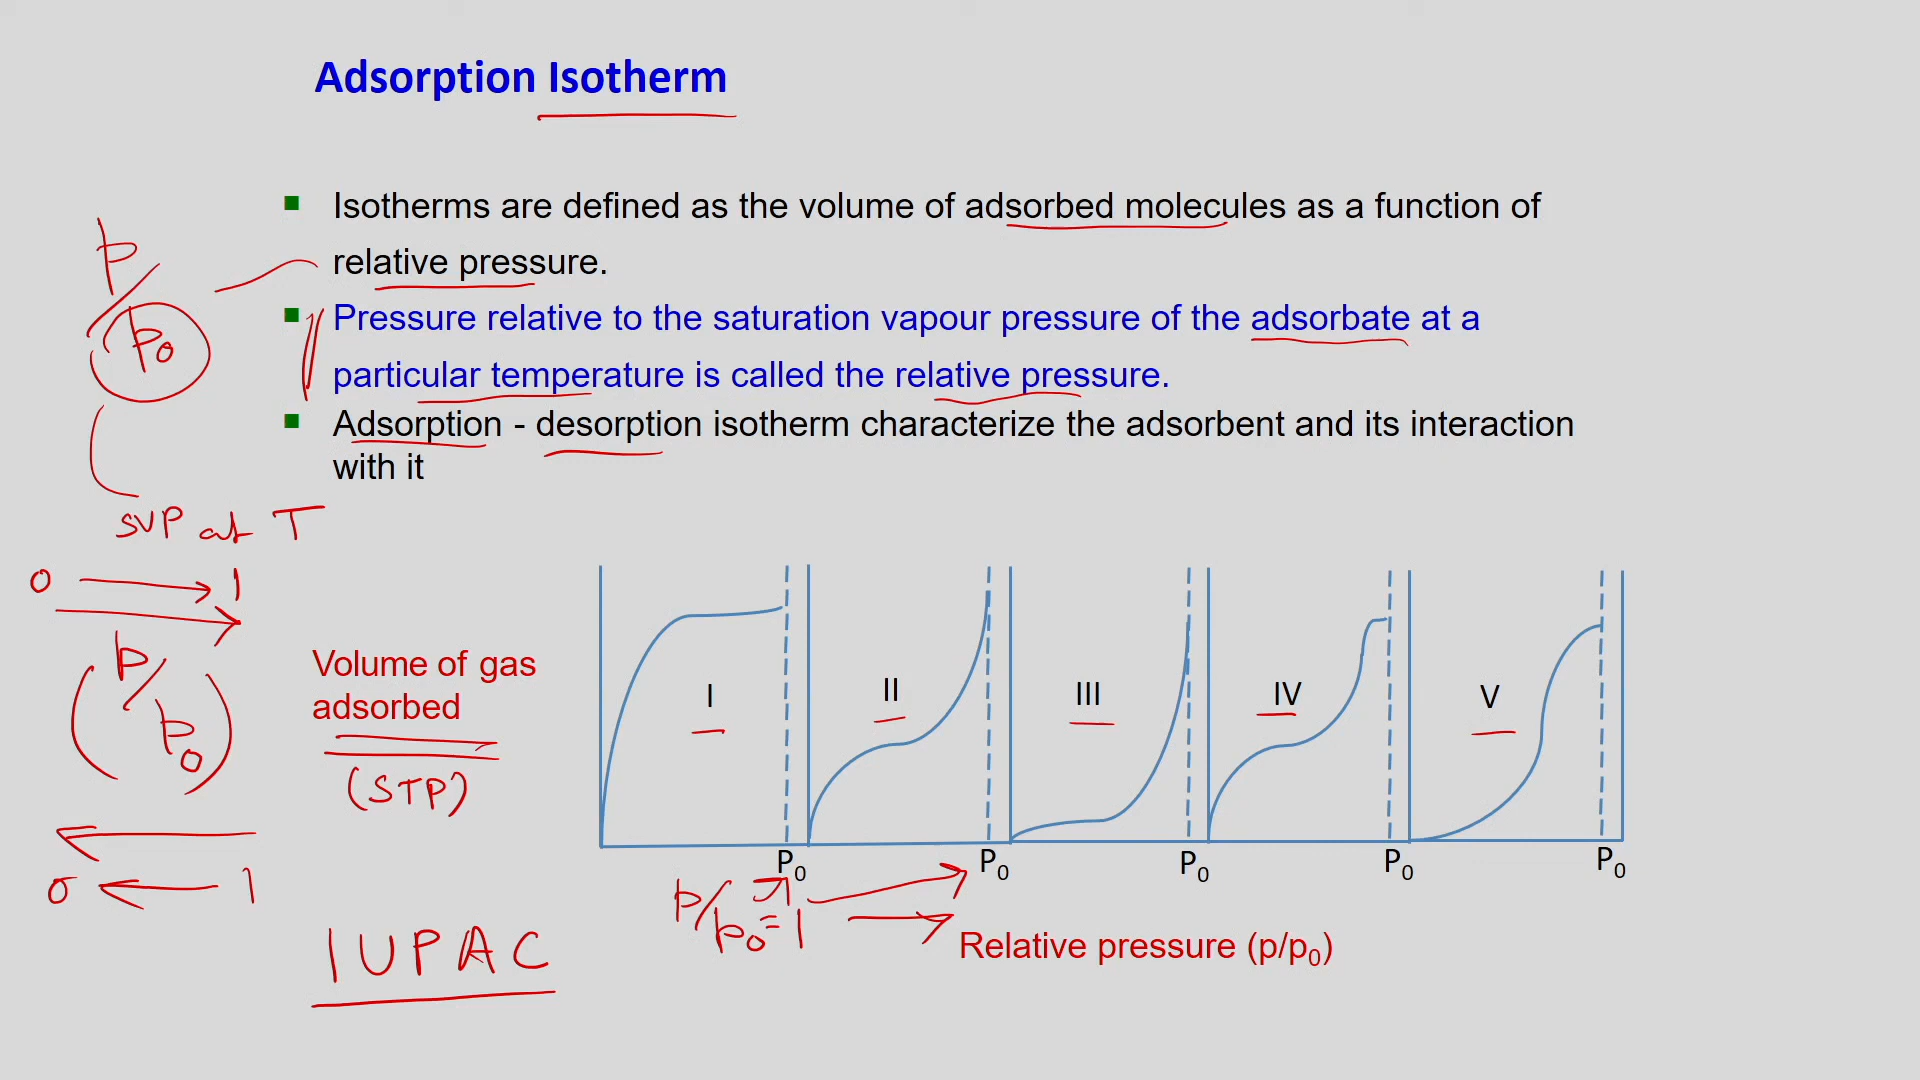 Adsorption Isotherm
Isotherms are defined as the volume of adsorbed molecules as a function of
relative pressure.
Pressure relative to the saturation vapour pressure of the adsorbate at a
particular temperature is called the relative pressure.
Adsorption - desorption isotherm characterize the adsorbent and its interaction
with it
p/p₀
SVP at T
0 → 1
(p/p₀)
0 ← 1
Volume of gas
adsorbed
(STP)
I II III IV V
P₀ P₀ P₀ P₀ P₀
p/p₀ = 1
Relative pressure (p/p₀)
IUPAC